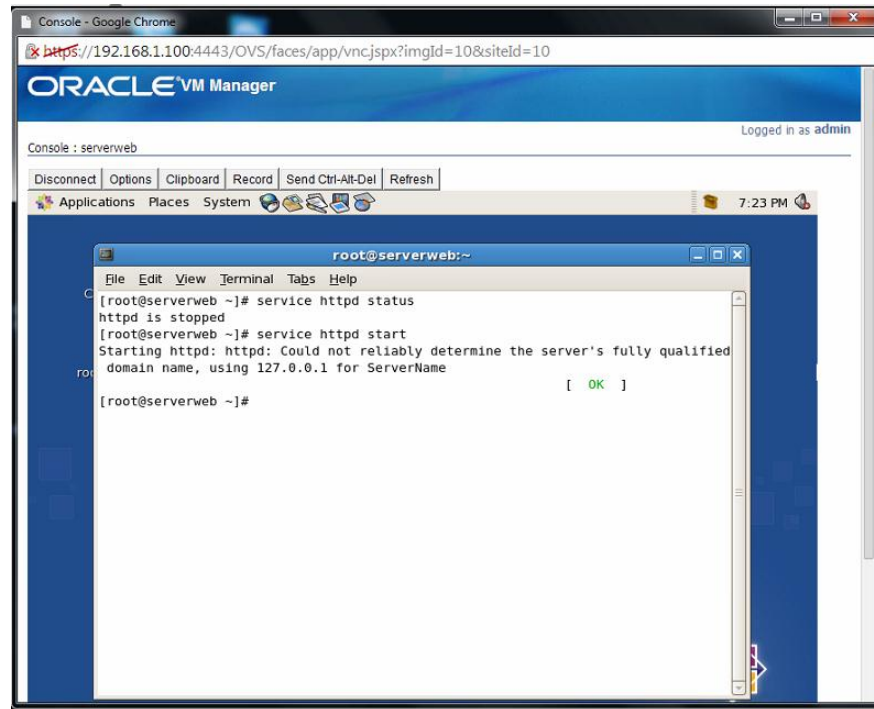 Console - Google Chrome
https://192.168.1.100:4443/OVS/faces/app/vnc.jspx?imgId=10&siteId=10
ORACLE VM Manager
Logged in as admin
Console : serverweb
Disconnect Options Clipboard Record Send Ctrl-Alt-Del Refresh
Applications Places System 7:23 PM
root@serverweb:~
File Edit View Terminal Tabs Help
[root@serverweb ~]# service httpd status
httpd is stopped
[root@serverweb ~]# service httpd start
Starting httpd: httpd: Could not reliably determine the server's fully qualified
domain name, using 127.0.0.1 for ServerName
[ OK ]
[root@serverweb ~]#